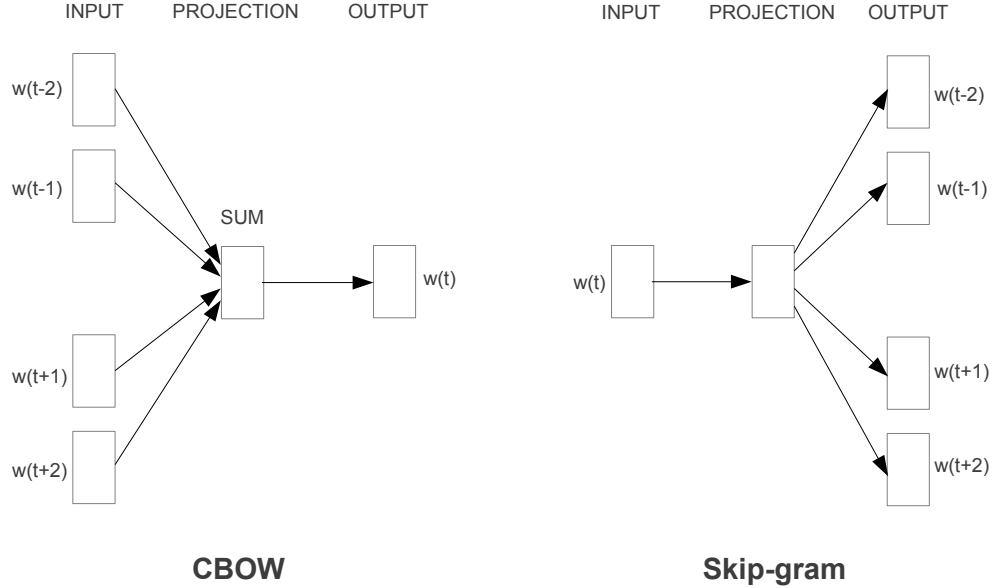 INPUT PROJECTION OUTPUT
w(t-2)
w(t-1)
SUM
w(t)
w(t+1)
w(t+2)
CBOW
INPUT PROJECTION OUTPUT
w(t-2)
w(t-1)
w(t)
w(t+1)
w(t+2)
Skip-gram